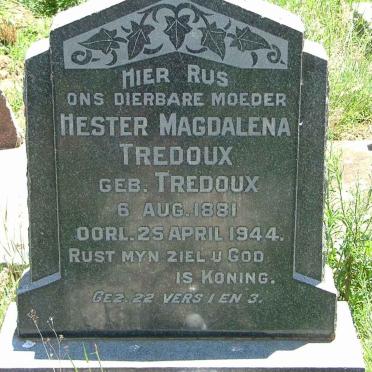 HIER RUS
ONS DIERBARE MOEDER
HESTER MAGDALENA
TREDOUX
GEB. TREDOUX
6 AUG. 1881
OORL. 25 APRIL 1944.
RUST MYN ZIEL U GOD
IS KONING.
GEZ. 22 VERS 1 EN 3.